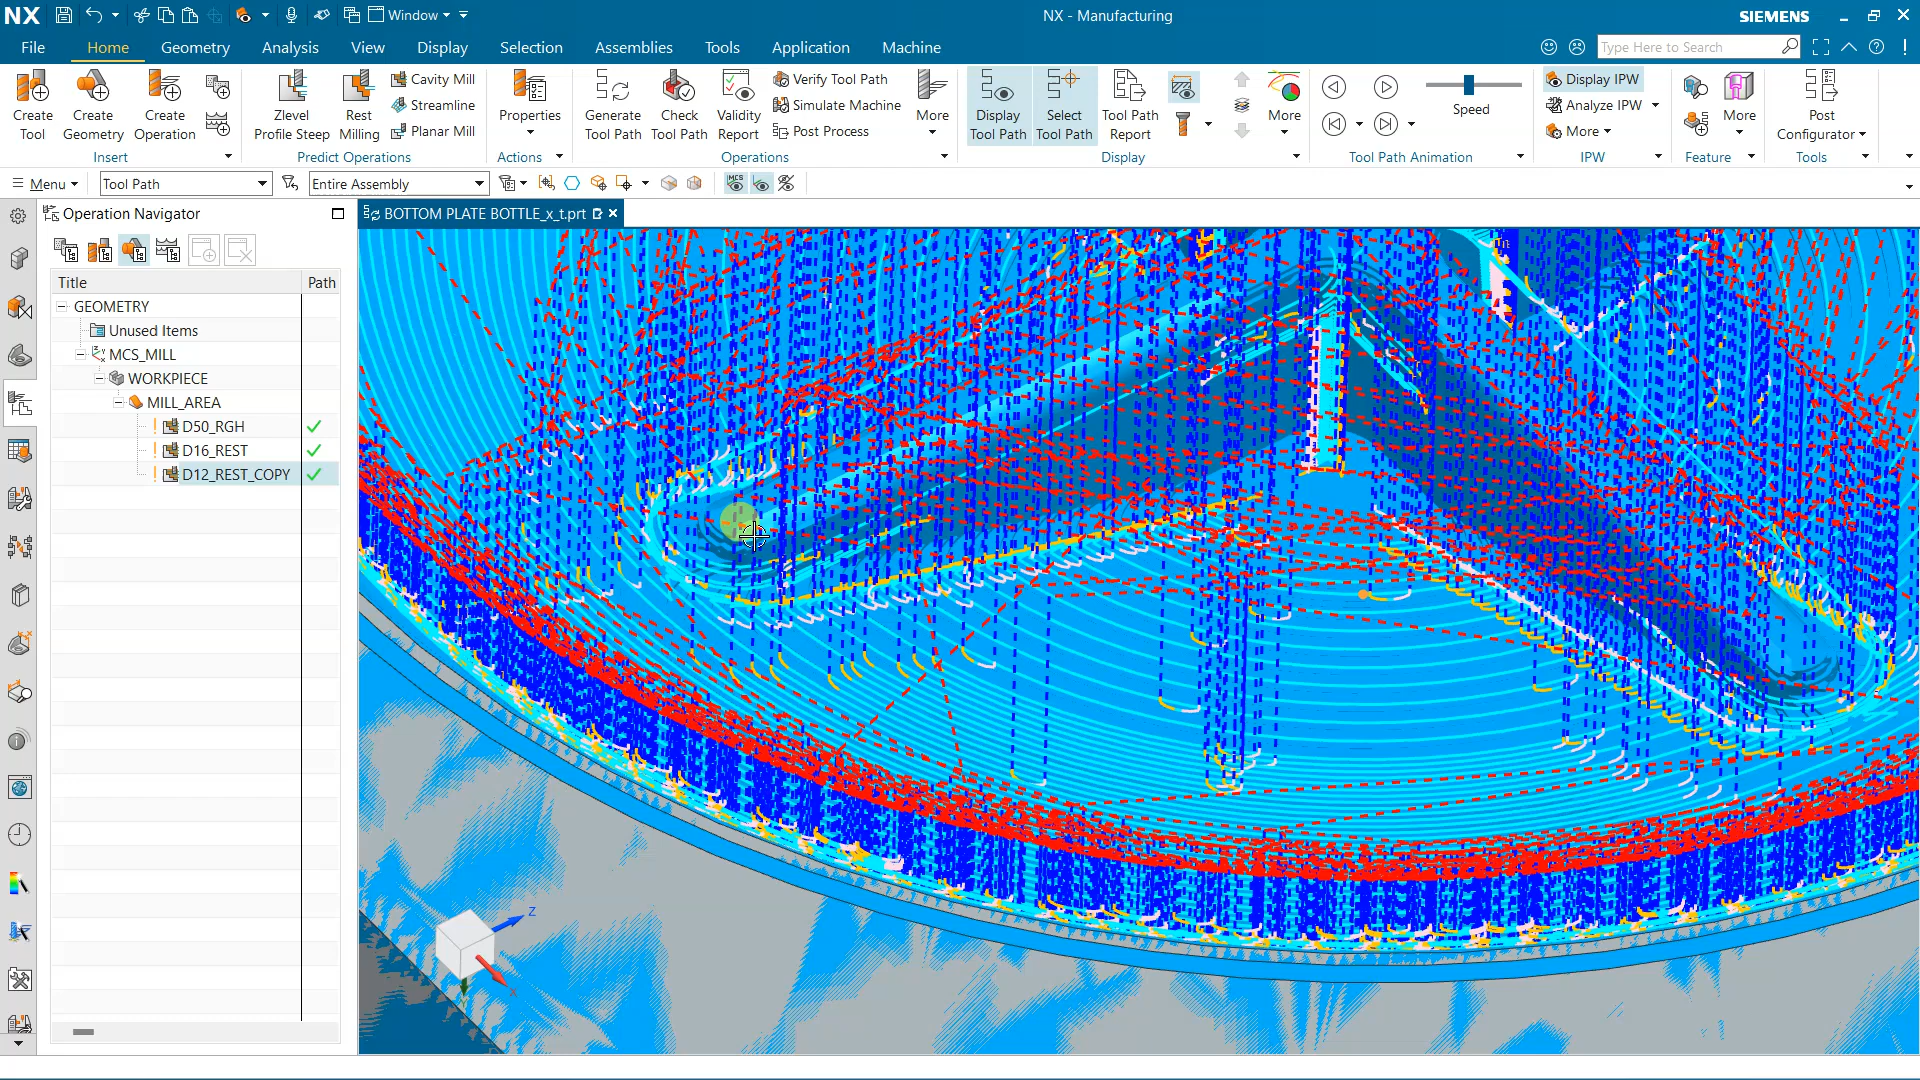 NX
Window
NX - Manufacturing
SIEMENS
File
Home
Geometry
Analysis
View
Display
Selection
Assemblies
Tools
Application
Machine
Type Here to Search
Create Tool
Create Geometry
Create Operation
Insert
Zlevel Profile Steep
Rest Milling
Cavity Mill
Streamline
Planar Mill
Predict Operations
Properties
Actions
Generate Tool Path
Check Tool Path
Validity Report
Verify Tool Path
Simulate Machine
Post Process
More
Operations
Display Tool Path
Select Tool Path
Tool Path Report
More
Display
Speed
Tool Path Animation
Display IPW
Analyze IPW
More
IPW
More
Feature
Post Configurator
Tools
Menu
Tool Path
Entire Assembly
MCS
Operation Navigator
BOTTOM PLATE BOTTLE_x_t.prt
Title
Path
GEOMETRY
Unused Items
MCS_MILL
WORKPIECE
MILL_AREA
D50_RGH
D16_REST
D12_REST_COPY
Z
X
Y